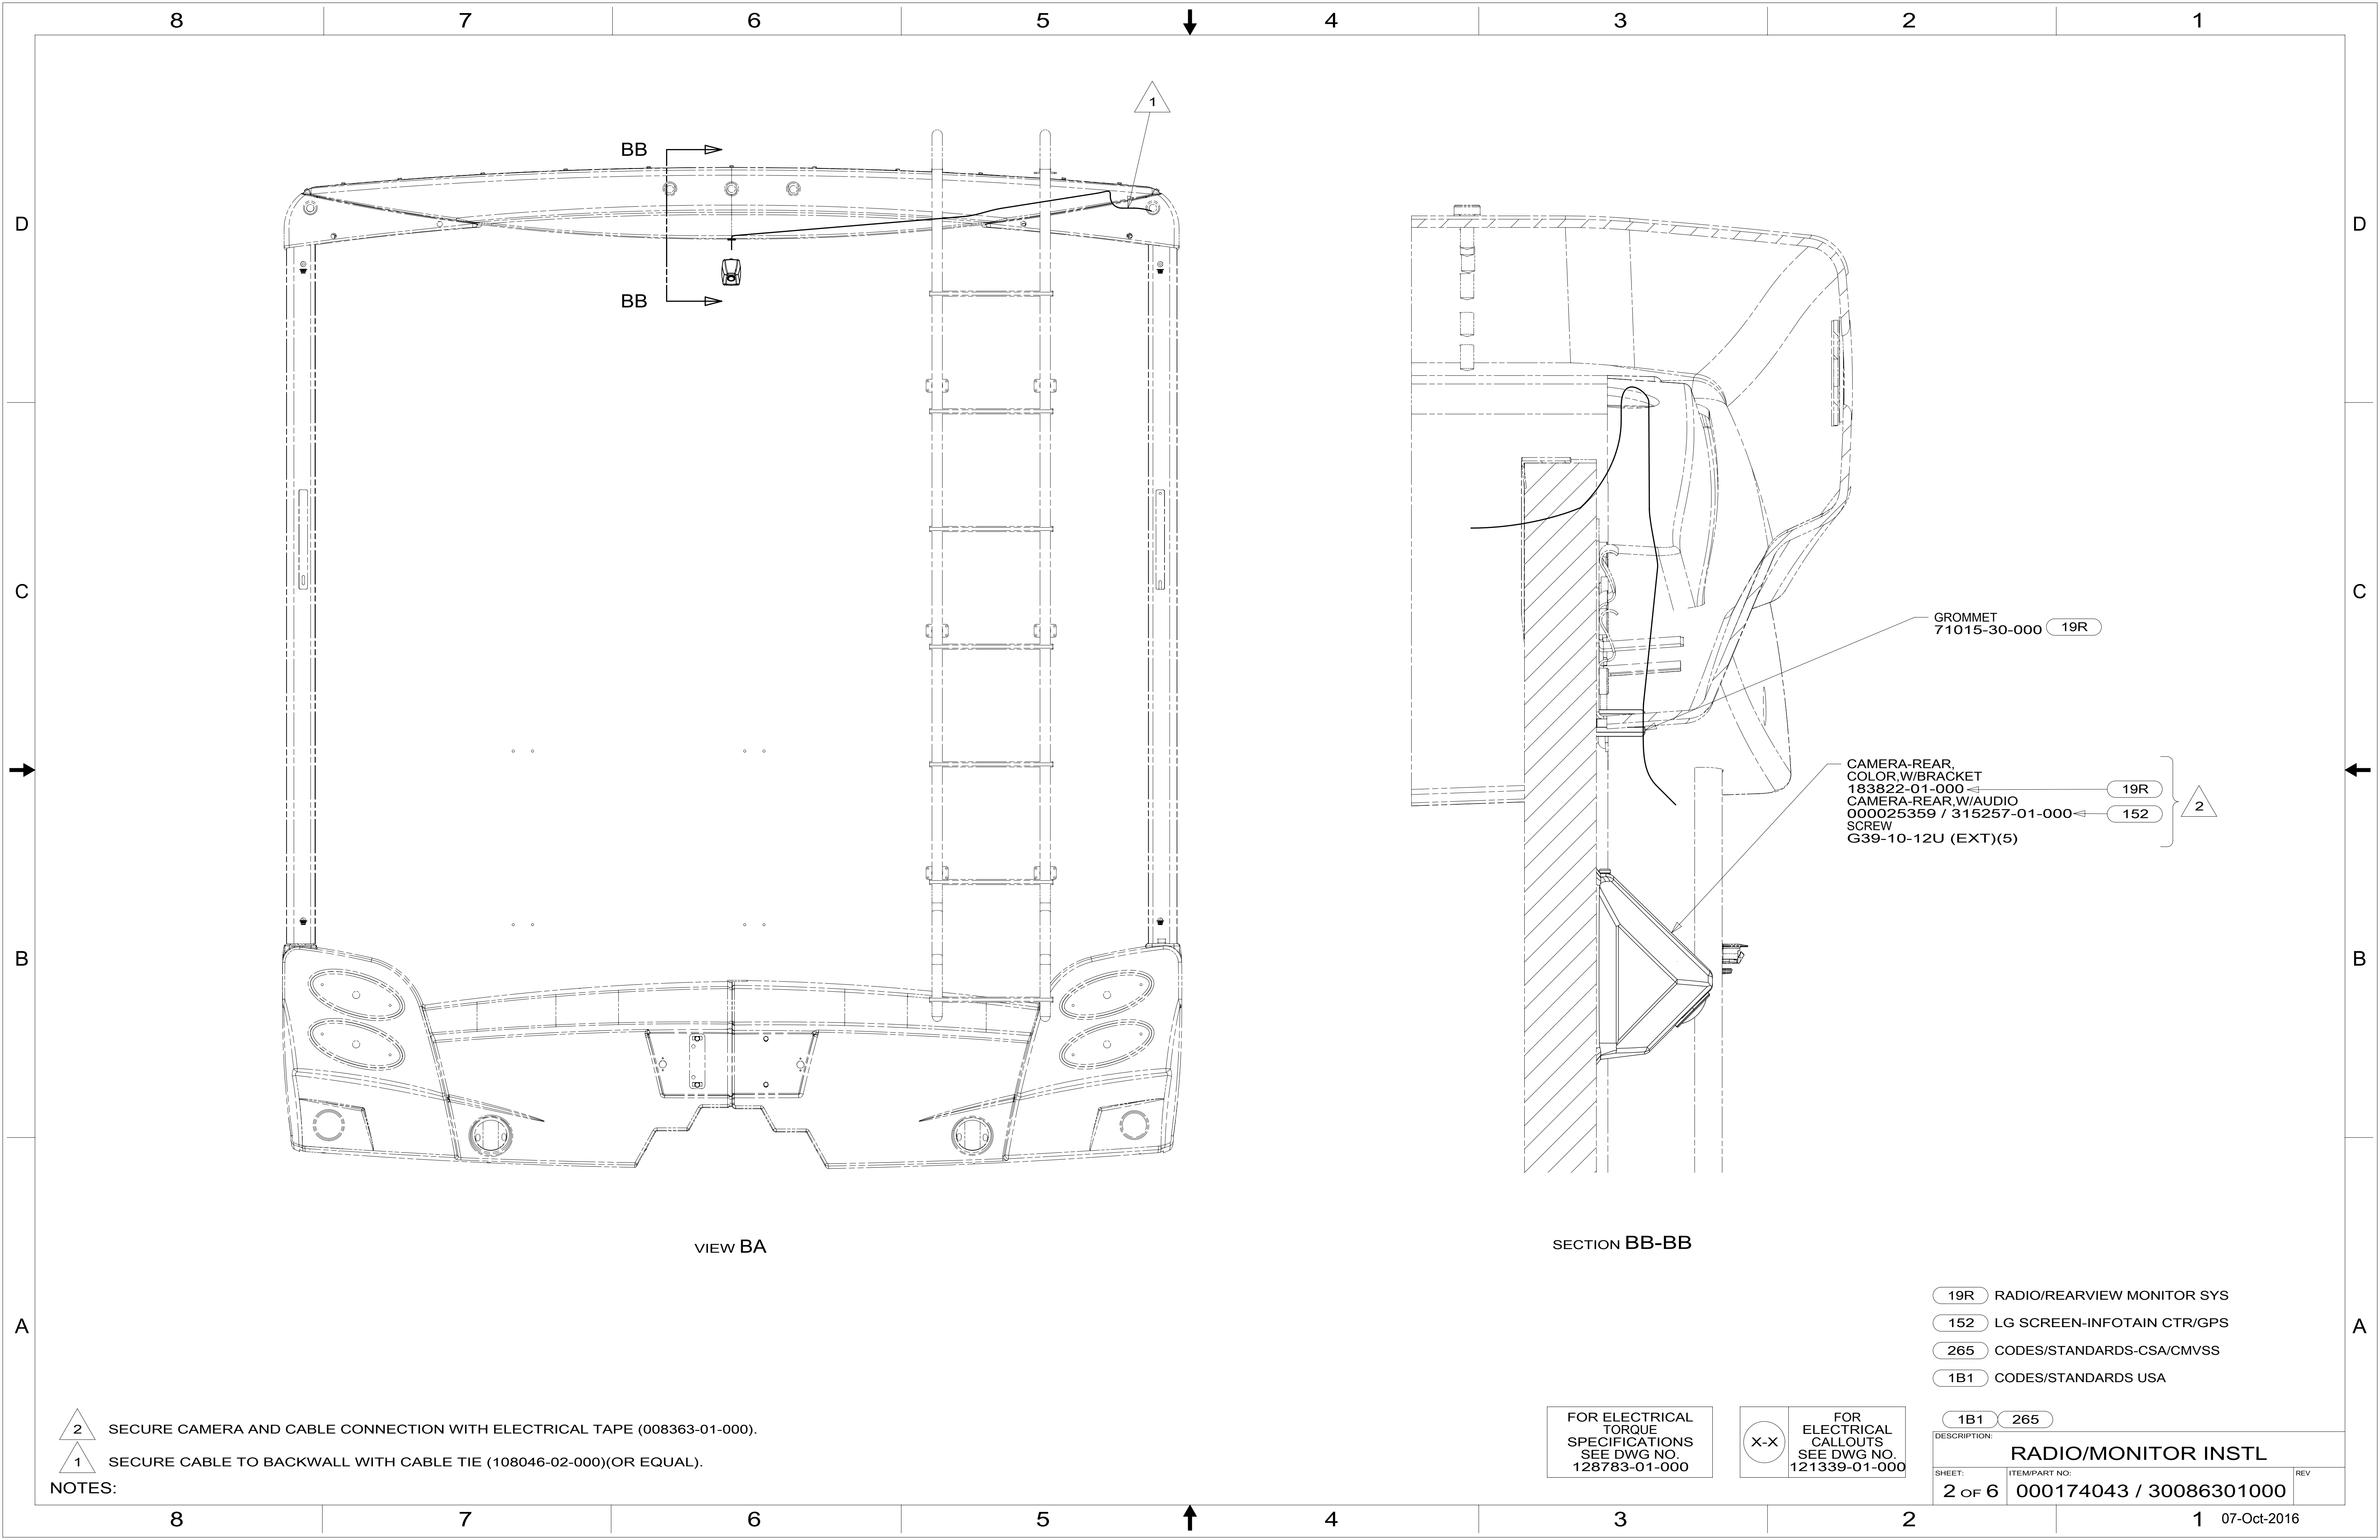 8 7 6 5 4 3 2 1
D
C
B
A
D
C
B
A
1
BB
BB
GROMMET
71015-30-000 19R
CAMERA-REAR,
COLOR,W/BRACKET
183822-01-000 19R
CAMERA-REAR,W/AUDIO
000025359 / 315257-01-000 152
SCREW
G39-10-12U (EXT)(5)
2
VIEW BA
SECTION BB-BB
19R RADIO/REARVIEW MONITOR SYS
152 LG SCREEN-INFOTAIN CTR/GPS
265 CODES/STANDARDS-CSA/CMVSS
1B1 CODES/STANDARDS USA
1B1 265
2 SECURE CAMERA AND CABLE CONNECTION WITH ELECTRICAL TAPE (008363-01-000).
1 SECURE CABLE TO BACKWALL WITH CABLE TIE (108046-02-000)(OR EQUAL).
NOTES:
FOR ELECTRICAL
TORQUE
SPECIFICATIONS
SEE DWG NO.
128783-01-000
X-X
FOR
ELECTRICAL
CALLOUTS
SEE DWG NO.
121339-01-000
DESCRIPTION:
RADIO/MONITOR INSTL
SHEET: ITEM/PART NO: REV
2 OF 6 000174043 / 30086301000
8 7 6 5 4 3 2 1 07-Oct-2016